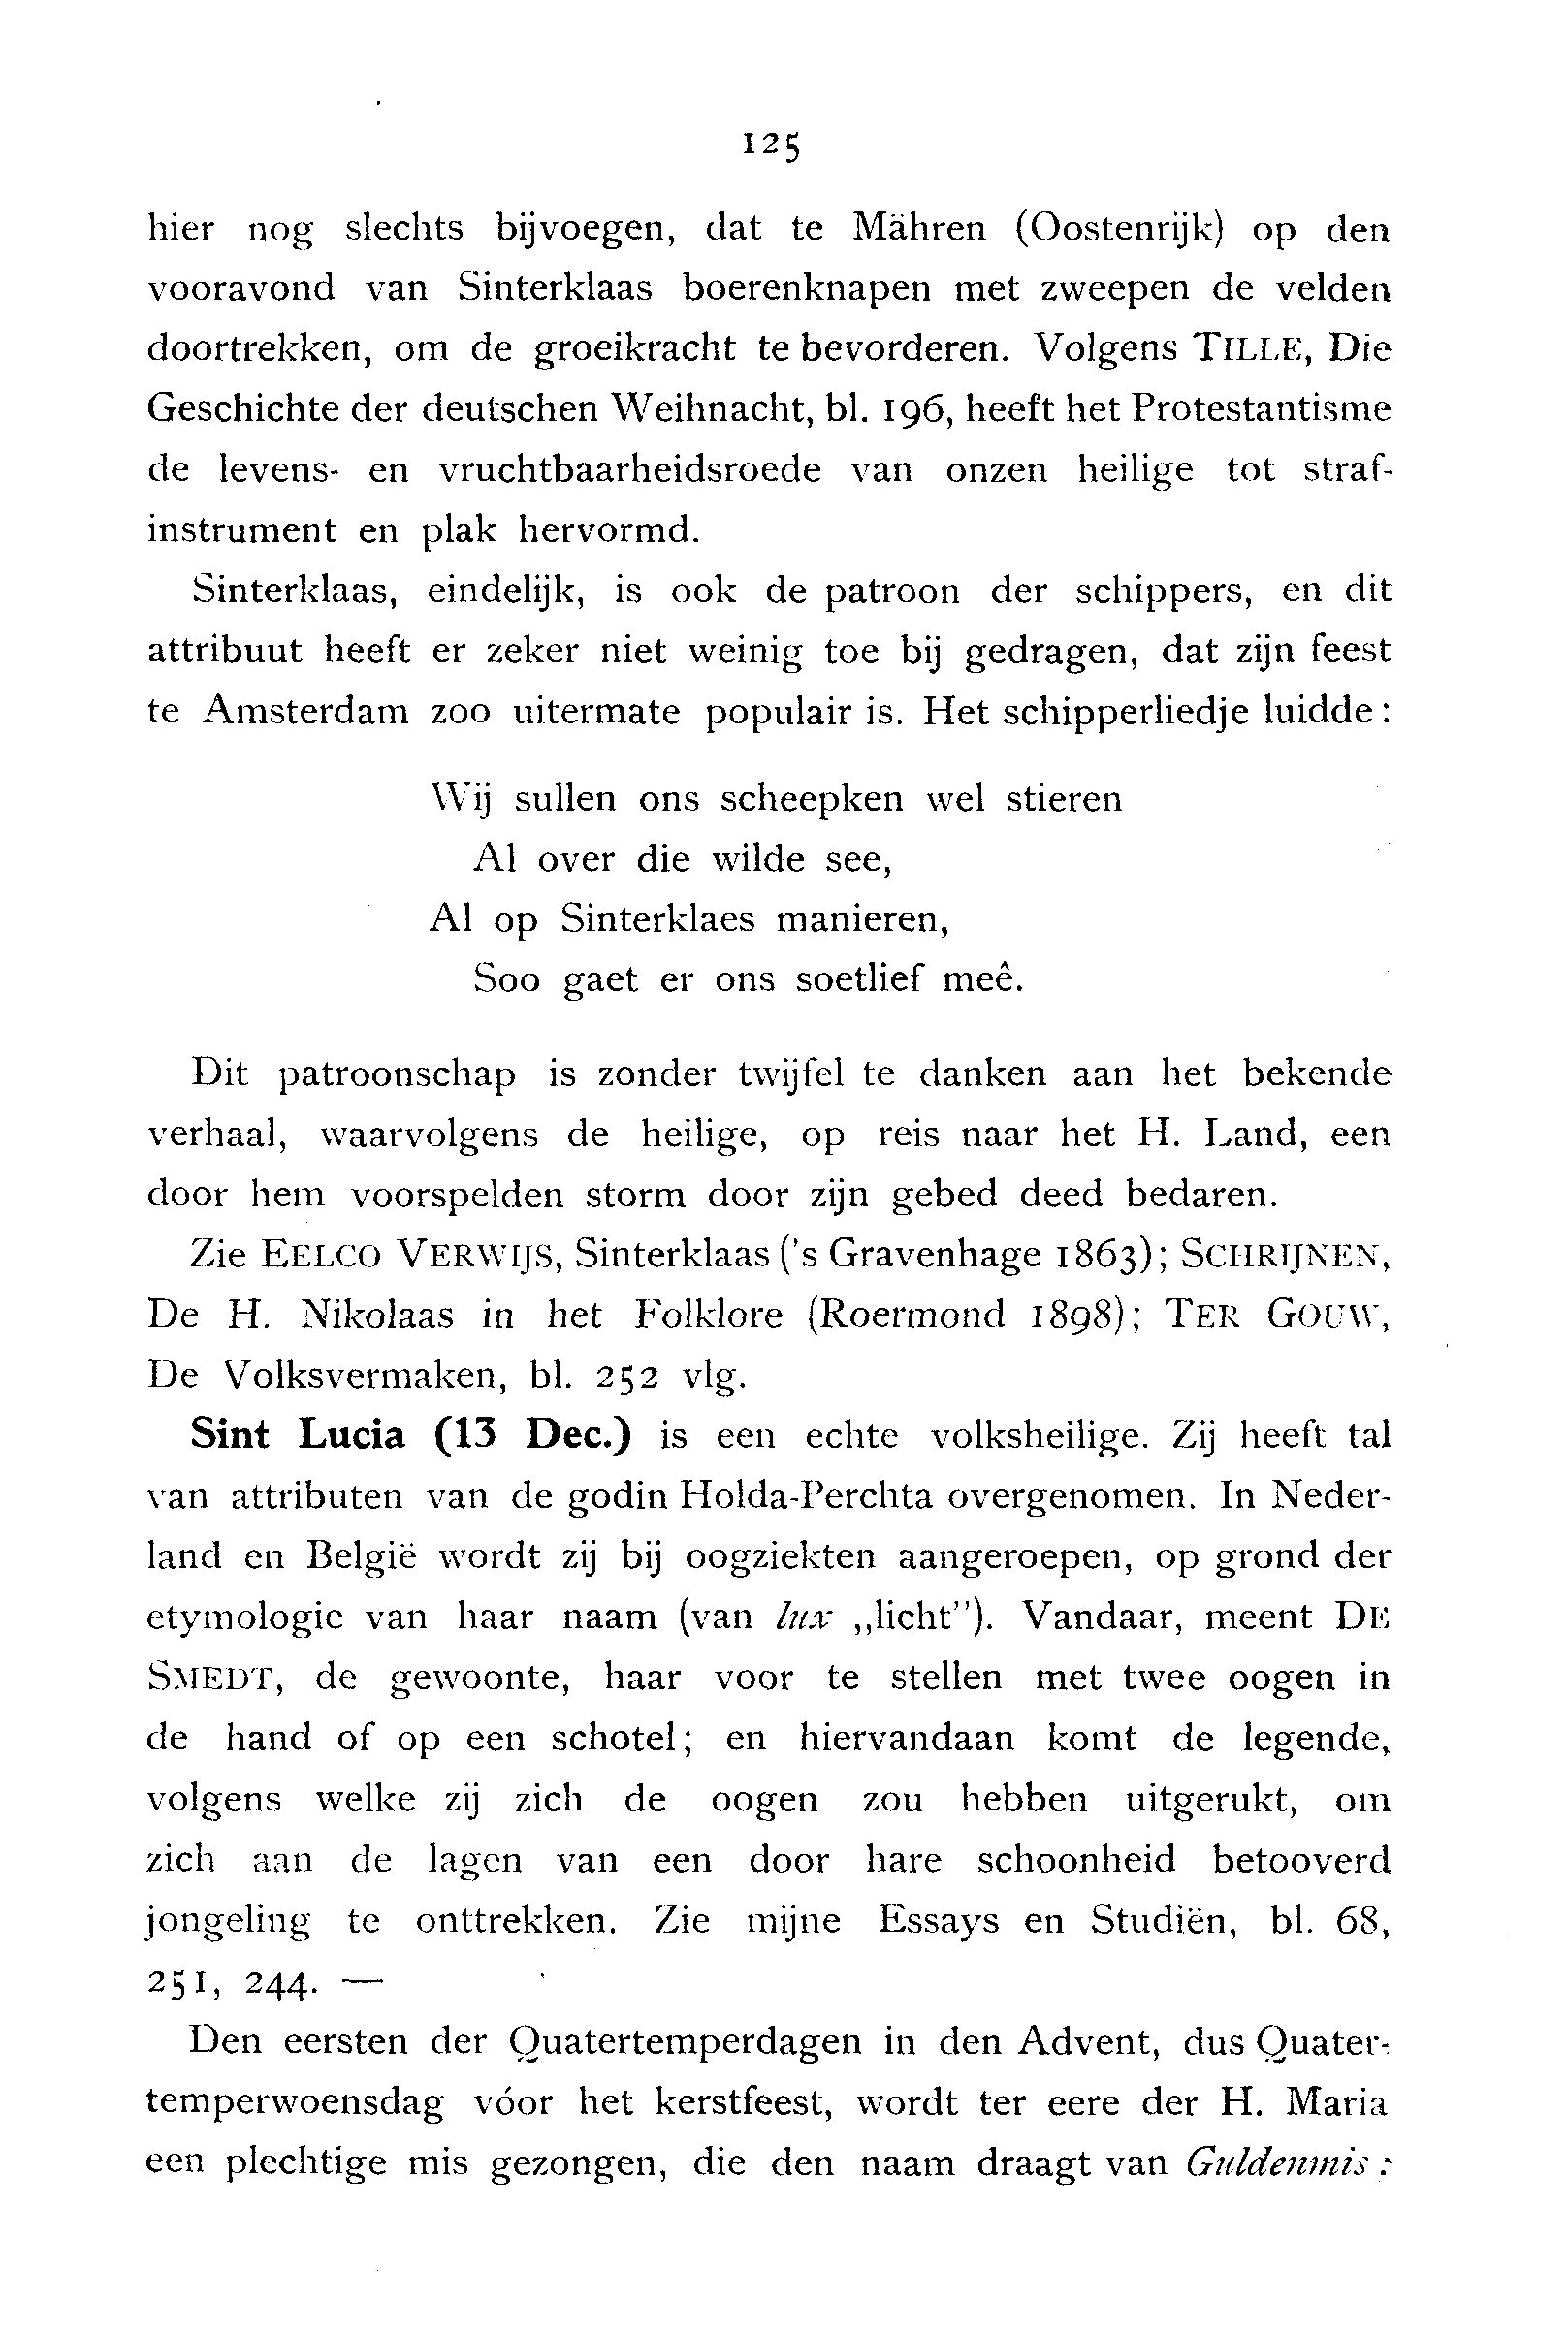 125
hier nog slechts bijvoegen, dat te Mähren (Oostenrijk) op den
vooravond van Sinterklaas boerenknapen met zweepen de velden
doortrekken, om de groeikracht te bevorderen. Volgens TILLE, Die
Geschichte der deutschen Weihnacht, bl. 196, heeft het Protestantisme
de levens- en vruchtbaarheidsroede van onzen heilige tot straf-
instrument en plak hervormd.
Sinterklaas, eindelijk, is ook de patroon der schippers, en dit
attribuut heeft er zeker niet weinig toe bij gedragen, dat zijn feest
te Amsterdam zoo uitermate populair is. Het schipperliedje luidde:
Wij sullen ons scheepken wel stieren
Al over die wilde see,
Al op Sinterklaes manieren,
Soo gaet er ons soetlief meê.
Dit patroonschap is zonder twijfel te danken aan het bekende
verhaal, waarvolgens de heilige, op reis naar het H. Land, een
door hem voorspelden storm door zijn gebed deed bedaren.
Zie EELCO VERWIJS, Sinterklaas ('s Gravenhage 1863); SCHRIJNEN,
De H. Nikolaas in het Folklore (Roermond 1898); TER GOUW,
De Volksvermaken, bl. 252 vlg.
Sint Lucia (13 Dec.) is een echte volksheilige. Zij heeft tal
van attributen van de godin Holda-Perchta overgenomen. In Neder-
land en België wordt zij bij oogziekten aangeroepen, op grond der
etymologie van haar naam (van lux „licht”). Vandaar, meent DE
SMEDT, de gewoonte, haar voor te stellen met twee oogen in
de hand of op een schotel; en hiervandaan komt de legende,
volgens welke zij zich de oogen zou hebben uitgerukt, om
zich aan de lagen van een door hare schoonheid betooverd
jongeling te onttrekken. Zie mijne Essays en Studiën, bl. 68,
251, 244. —
Den eersten der Quatertemperdagen in den Advent, dus Quater-
temperwoensdag vóor het kerstfeest, wordt ter eere der H. Maria
een plechtige mis gezongen, die den naam draagt van Guldenmis: